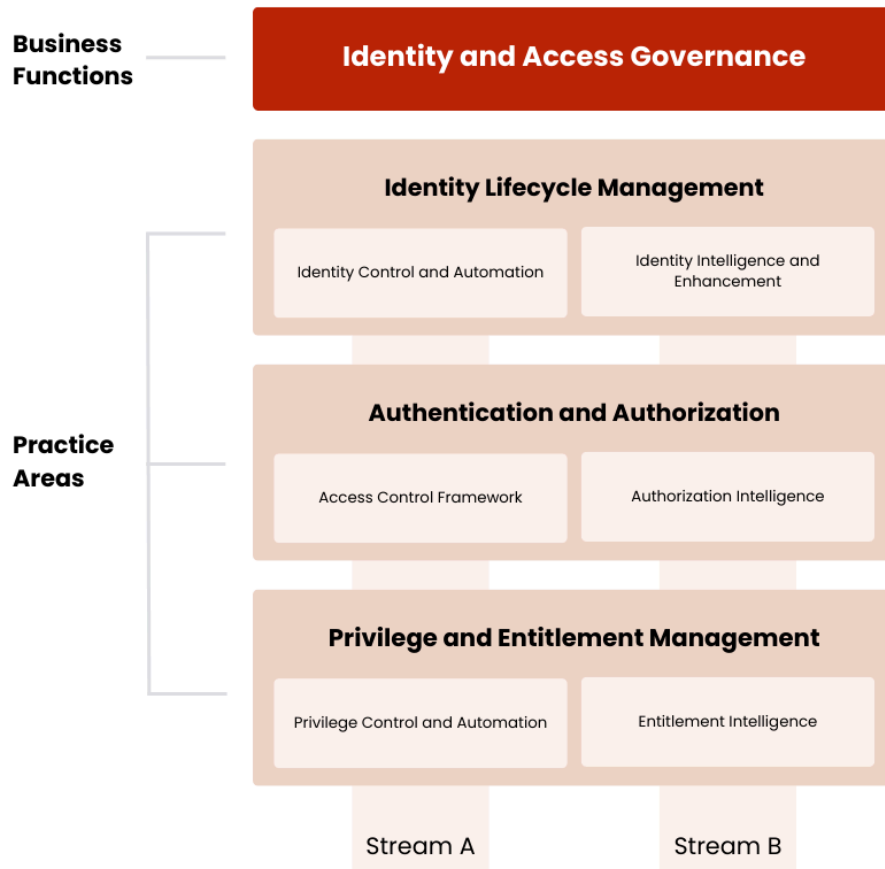 Business
Functions
Identity and Access Governance
Identity Lifecycle Management
Identity Control and Automation
Identity Intelligence and
Enhancement
Practice
Areas
Authentication and Authorization
Access Control Framework
Authorization Intelligence
Privilege and Entitlement Management
Privilege Control and Automation
Entitlement Intelligence
Stream A
Stream B